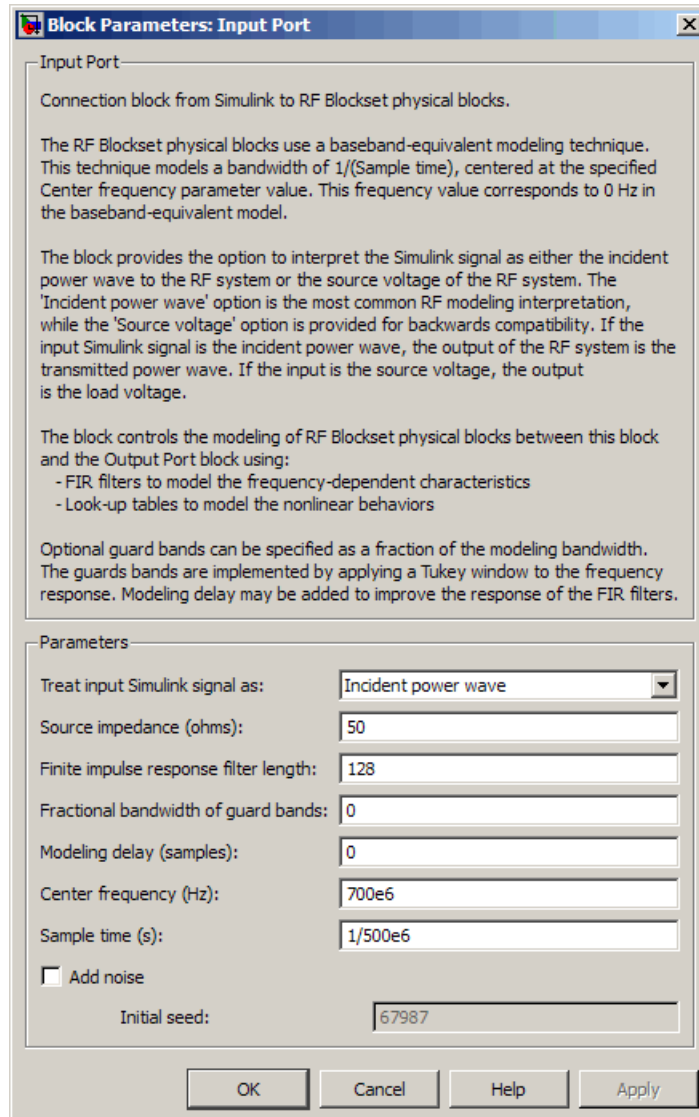 Block Parameters: Input Port
Input Port
Connection block from Simulink to RF Blockset physical blocks.
The RF Blockset physical blocks use a baseband-equivalent modeling technique.
This technique models a bandwidth of 1/(Sample time), centered at the specified
Center frequency parameter value. This frequency value corresponds to 0 Hz in
the baseband-equivalent model.
The block provides the option to interpret the Simulink signal as either the incident
power wave to the RF system or the source voltage of the RF system. The
'Incident power wave' option is the most common RF modeling interpretation,
while the 'Source voltage' option is provided for backwards compatibility. If the
input Simulink signal is the incident power wave, the output of the RF system is the
transmitted power wave. If the input is the source voltage, the output
is the load voltage.
The block controls the modeling of RF Blockset physical blocks between this block
and the Output Port block using:
- FIR filters to model the frequency-dependent characteristics
- Look-up tables to model the nonlinear behaviors
Optional guard bands can be specified as a fraction of the modeling bandwidth.
The guards bands are implemented by applying a Tukey window to the frequency
response. Modeling delay may be added to improve the response of the FIR filters.
Parameters
Treat input Simulink signal as: Incident power wave
Source impedance (ohms): 50
Finite impulse response filter length: 128
Fractional bandwidth of guard bands: 0
Modeling delay (samples): 0
Center frequency (Hz): 700e6
Sample time (s): 1/500e6
Add noise
Initial seed: 67987
OK Cancel Help Apply